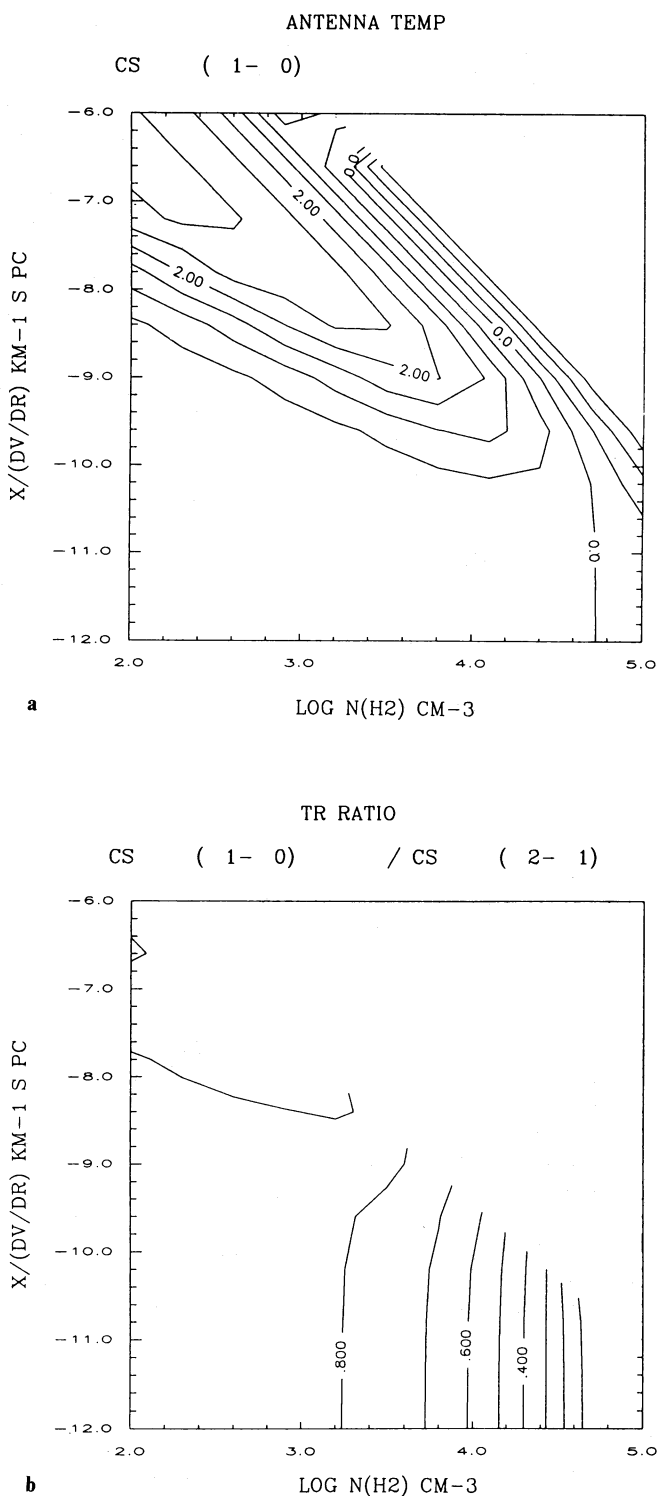 ANTENNA TEMP
CS ( 1- 0)
-6.0
-7.0
-8.0
-9.0
-10.0
-11.0
-12.0
X/(DV/DR) KM-1 S PC
2.00
2.00
2.00
0.0
0.0
2.0 3.0 4.0 5.0
a
LOG N(H2) CM-3
TR RATIO
CS ( 1- 0) / CS ( 2- 1)
-6.0
-7.0
-8.0
-9.0
-10.0
-11.0
-12.0
X/(DV/DR) KM-1 S PC
.800
.600
.400
2.0 3.0 4.0 5.0
b
LOG N(H2) CM-3